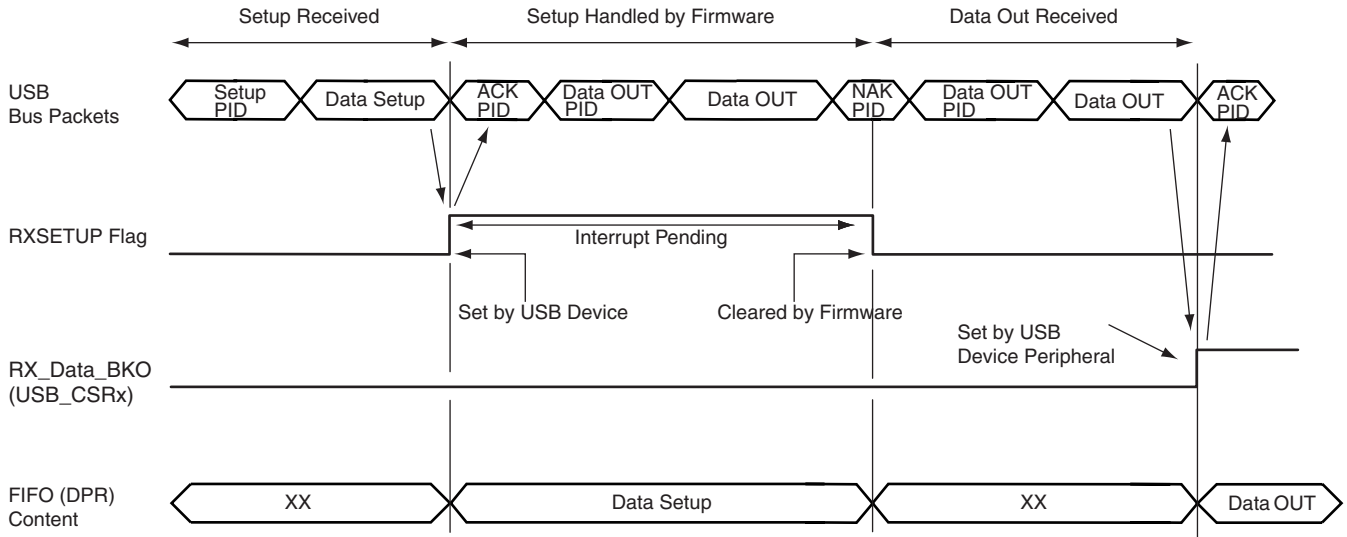 Setup Received
Setup Handled by Firmware
Data Out Received
USB
Bus Packets
Setup
PID
Data Setup
ACK
PID
Data OUT
PID
Data OUT
NAK
PID
Data OUT
PID
Data OUT
ACK
PID
RXSETUP Flag
Interrupt Pending
Set by USB Device
Cleared by Firmware
Set by USB
Device Peripheral
RX_Data_BKO
(USB_CSRx)
FIFO (DPR)
Content
XX
Data Setup
XX
Data OUT